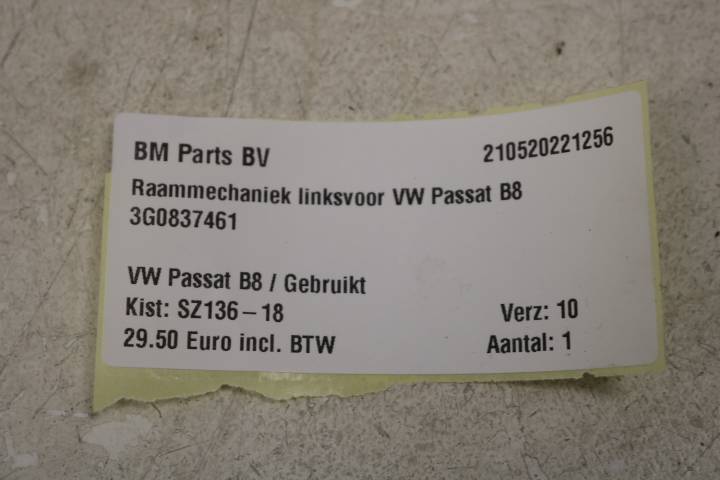 BM Parts BV 210520221256
Raammechaniek linksvoor VW Passat B8
3G0837461
VW Passat B8 / Gebruikt
Kist: SZ136-18 Verz: 10
29.50 Euro incl. BTW Aantal: 1